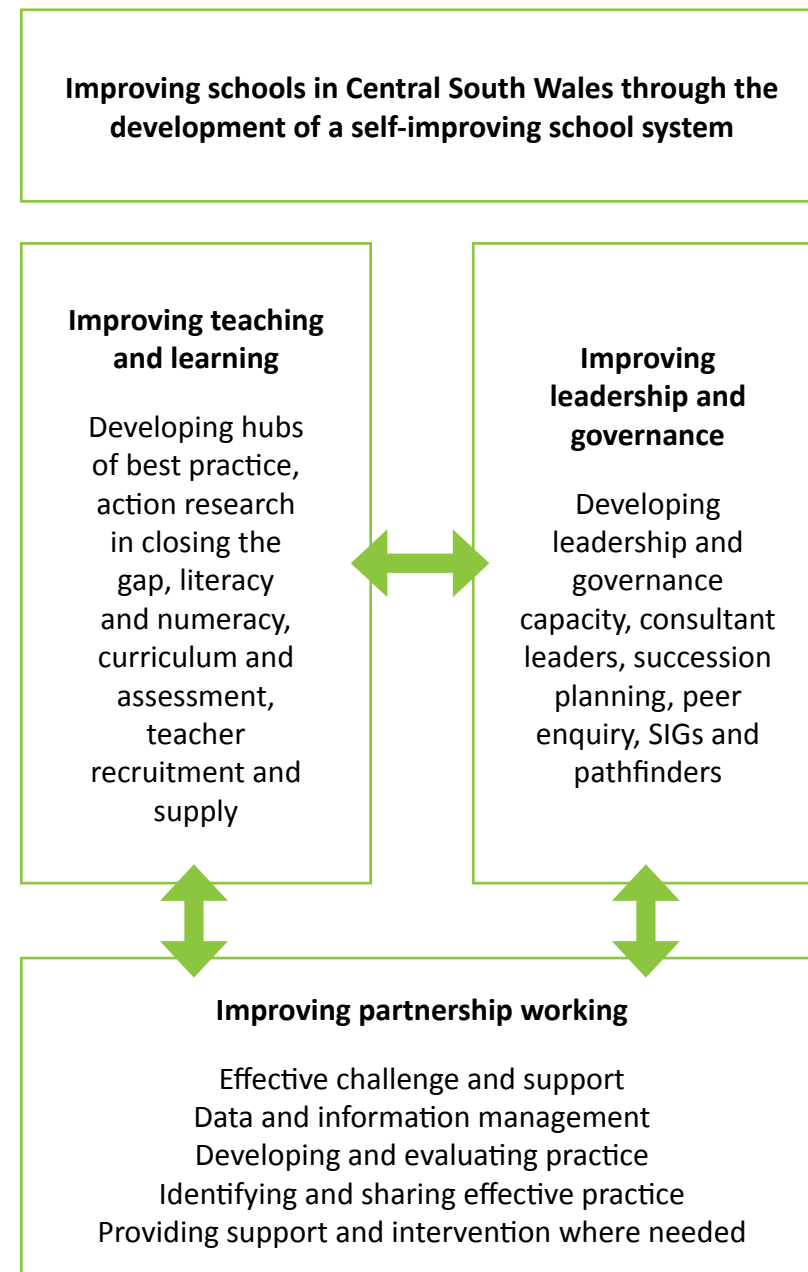 Improving schools in Central South Wales through the
development of a self-improving school system
Improving teaching
and learning
Developing hubs
of best practice,
action research
in closing the
gap, literacy
and numeracy,
curriculum and
assessment,
teacher
recruitment and
supply
Improving
leadership and
governance
Developing
leadership and
governance
capacity, consultant
leaders, succession
planning, peer
enquiry, SIGs and
pathfinders
Improving partnership working
Effective challenge and support
Data and information management
Developing and evaluating practice
Identifying and sharing effective practice
Providing support and intervention where needed